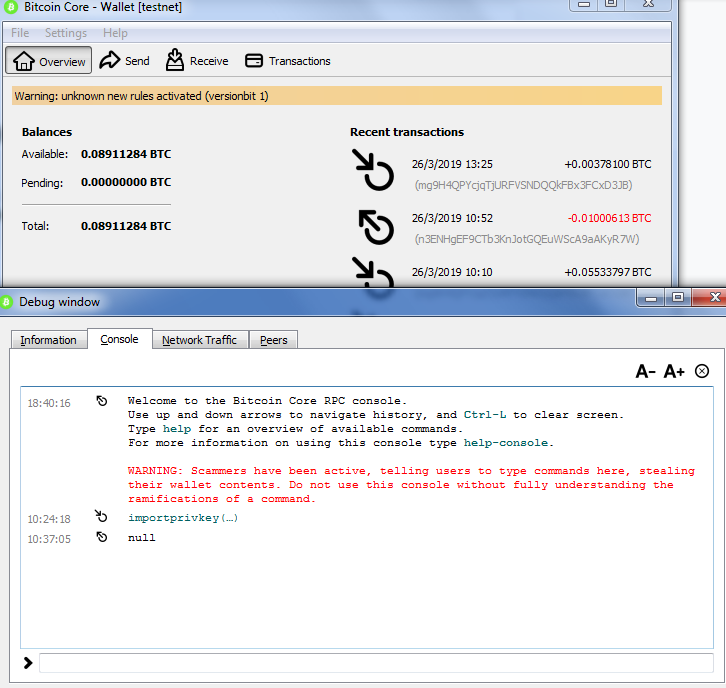 Bitcoin Core - Wallet [testnet]
File Settings Help
Overview Send Receive Transactions
Warning: unknown new rules activated (versionbit 1)
Balances
Available: 0.08911284 BTC
Pending: 0.00000000 BTC
Total: 0.08911284 BTC
Recent transactions
26/3/2019 13:25 +0.00378100 BTC
(mg9H4QPYcjqTjURFVSNDQQkFBx3FCxD3JB)
26/3/2019 10:52 -0.01000613 BTC
(n3ENHgEF9CTb3KnJotGQEuWScA9aAKyR7W)
26/3/2019 10:10 +0.05533797 BTC
Debug window
Information Console Network Traffic Peers
A- A+
18:40:16 Welcome to the Bitcoin Core RPC console.
Use up and down arrows to navigate history, and Ctrl-L to clear screen.
Type help for an overview of available commands.
For more information on using this console type help-console.
WARNING: Scammers have been active, telling users to type commands here, stealing
their wallet contents. Do not use this console without fully understanding the
ramifications of a command.
10:24:18 importprivkey(…)
10:37:05 null